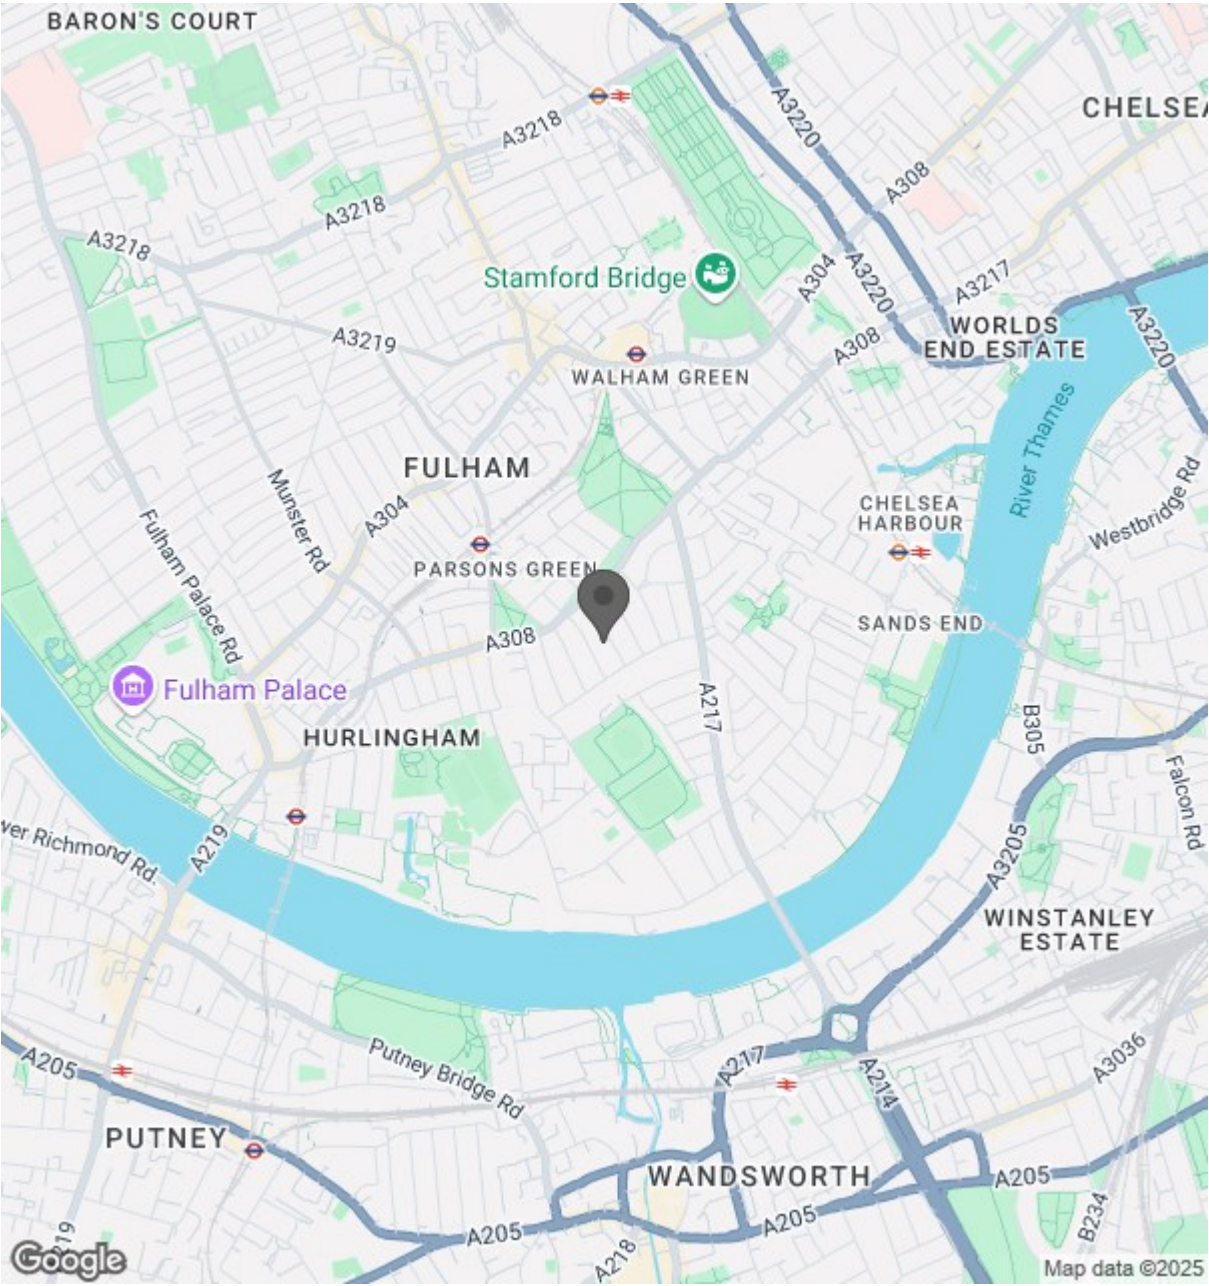 BARON'S COURT
CHELSEA
A3218
A3220
A308
A3218
A3218
A3217
A304
A3220
Stamford Bridge
WORLDS
END ESTATE
A3220
A3219
A308
WALHAM GREEN
River Thames
FULHAM
Munster Rd
A304
Westbridge Rd
CHELSEA
HARBOUR
Fulham Palace Rd
PARSONS GREEN
A308
SANDS END
Fulham Palace
A217
B305
HURLINGHAM
Falcon Rd
wer Richmond Rd.
A219
A3205
WINSTANLEY
ESTATE
Putney Bridge Rd
A217
A214
A3036
A205
PUTNEY
WANDSWORTH
A205
A205
A205
B234
A218
219
Google
Map data ©2025